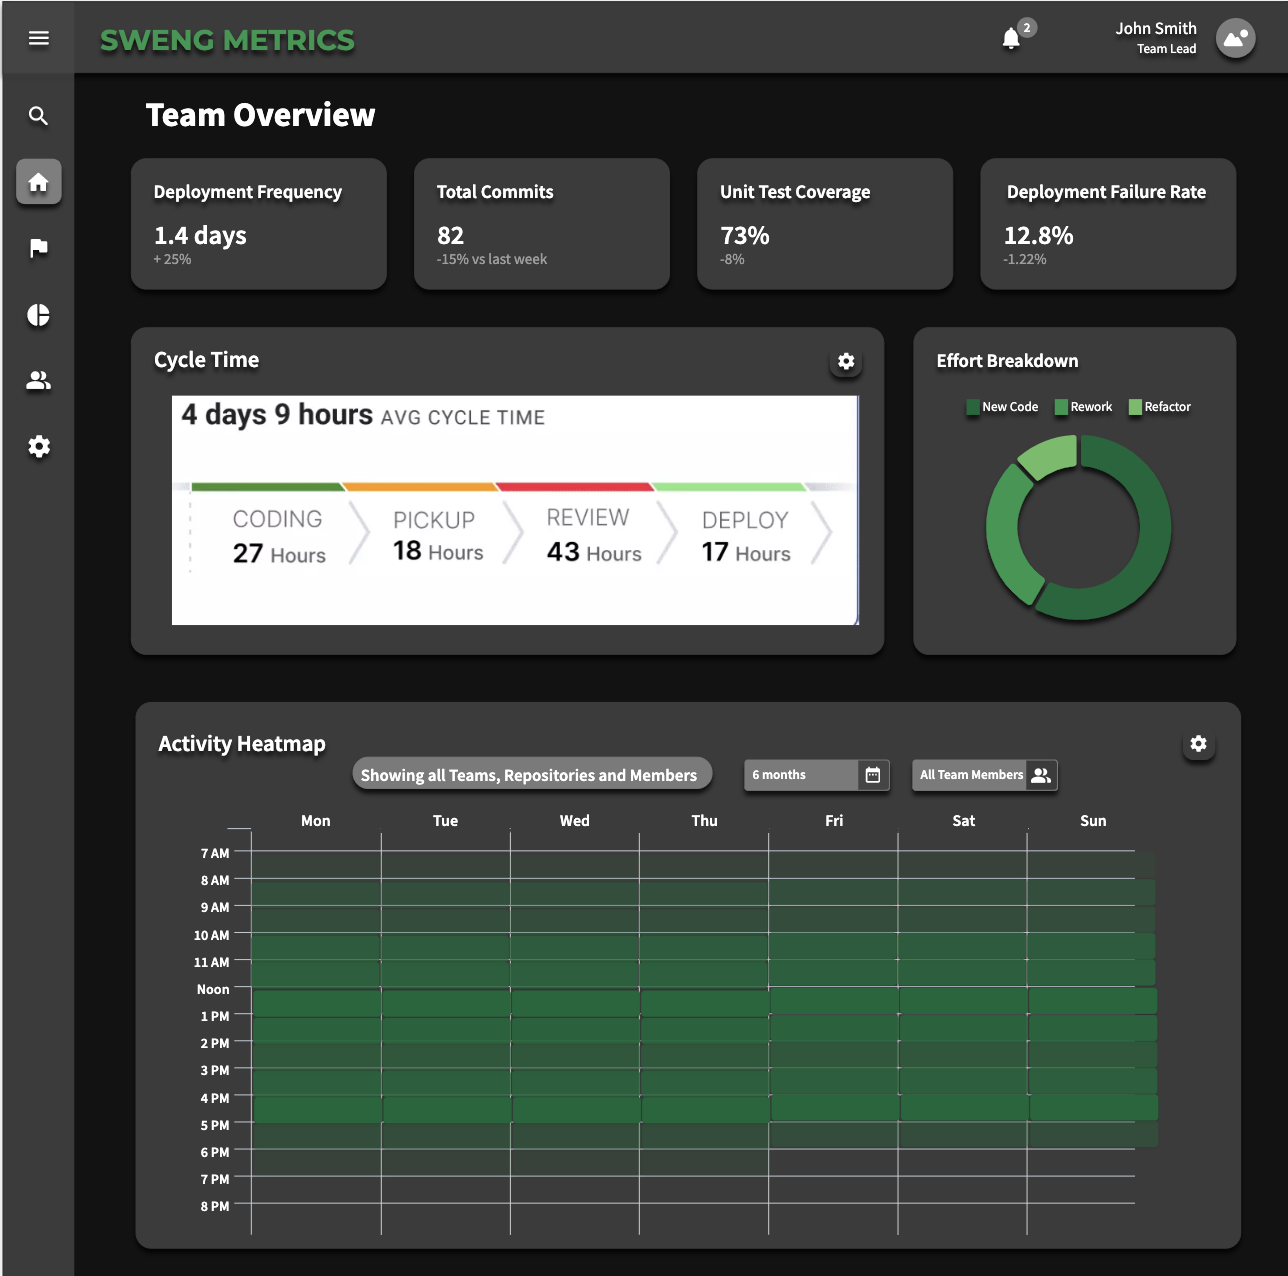 SWENG METRICS
2
John Smith
Team Lead
Team Overview
Deployment Frequency
1.4 days
+ 25%
Total Commits
82
-15% vs last week
Unit Test Coverage
73%
-8%
Deployment Failure Rate
12.8%
-1.22%
Cycle Time
4 days 9 hours AVG CYCLE TIME
CODING
27 Hours
PICKUP
18 Hours
REVIEW
43 Hours
DEPLOY
17 Hours
Effort Breakdown
New Code Rework Refactor
Activity Heatmap
Showing all Teams, Repositories and Members
6 months
All Team Members
Mon Tue Wed Thu Fri Sat Sun
7 AM
8 AM
9 AM
10 AM
11 AM
Noon
1 PM
2 PM
3 PM
4 PM
5 PM
6 PM
7 PM
8 PM